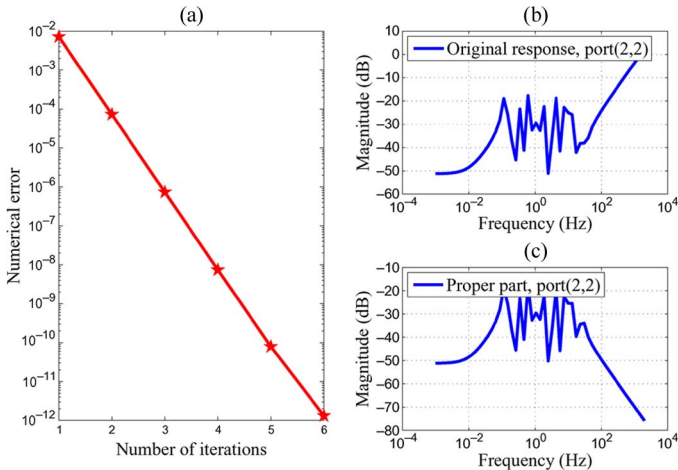 (a)
10^-2
10^-3
10^-4
10^-5
10^-6
10^-7
10^-8
10^-9
10^-10
10^-11
10^-12
Numerical error
1 2 3 4 5 6
Number of iterations
(b)
10
0
-10
-20
-30
-40
-50
-60
Magnitude (dB)
Original response, port(2,2)
10^-4 10^-2 10^0 10^2 10^4
Frequency (Hz)
(c)
-10
-20
-30
-40
-50
-60
-70
-80
Magnitude (dB)
Proper part, port(2,2)
10^-4 10^-2 10^0 10^2 10^4
Frequency (Hz)